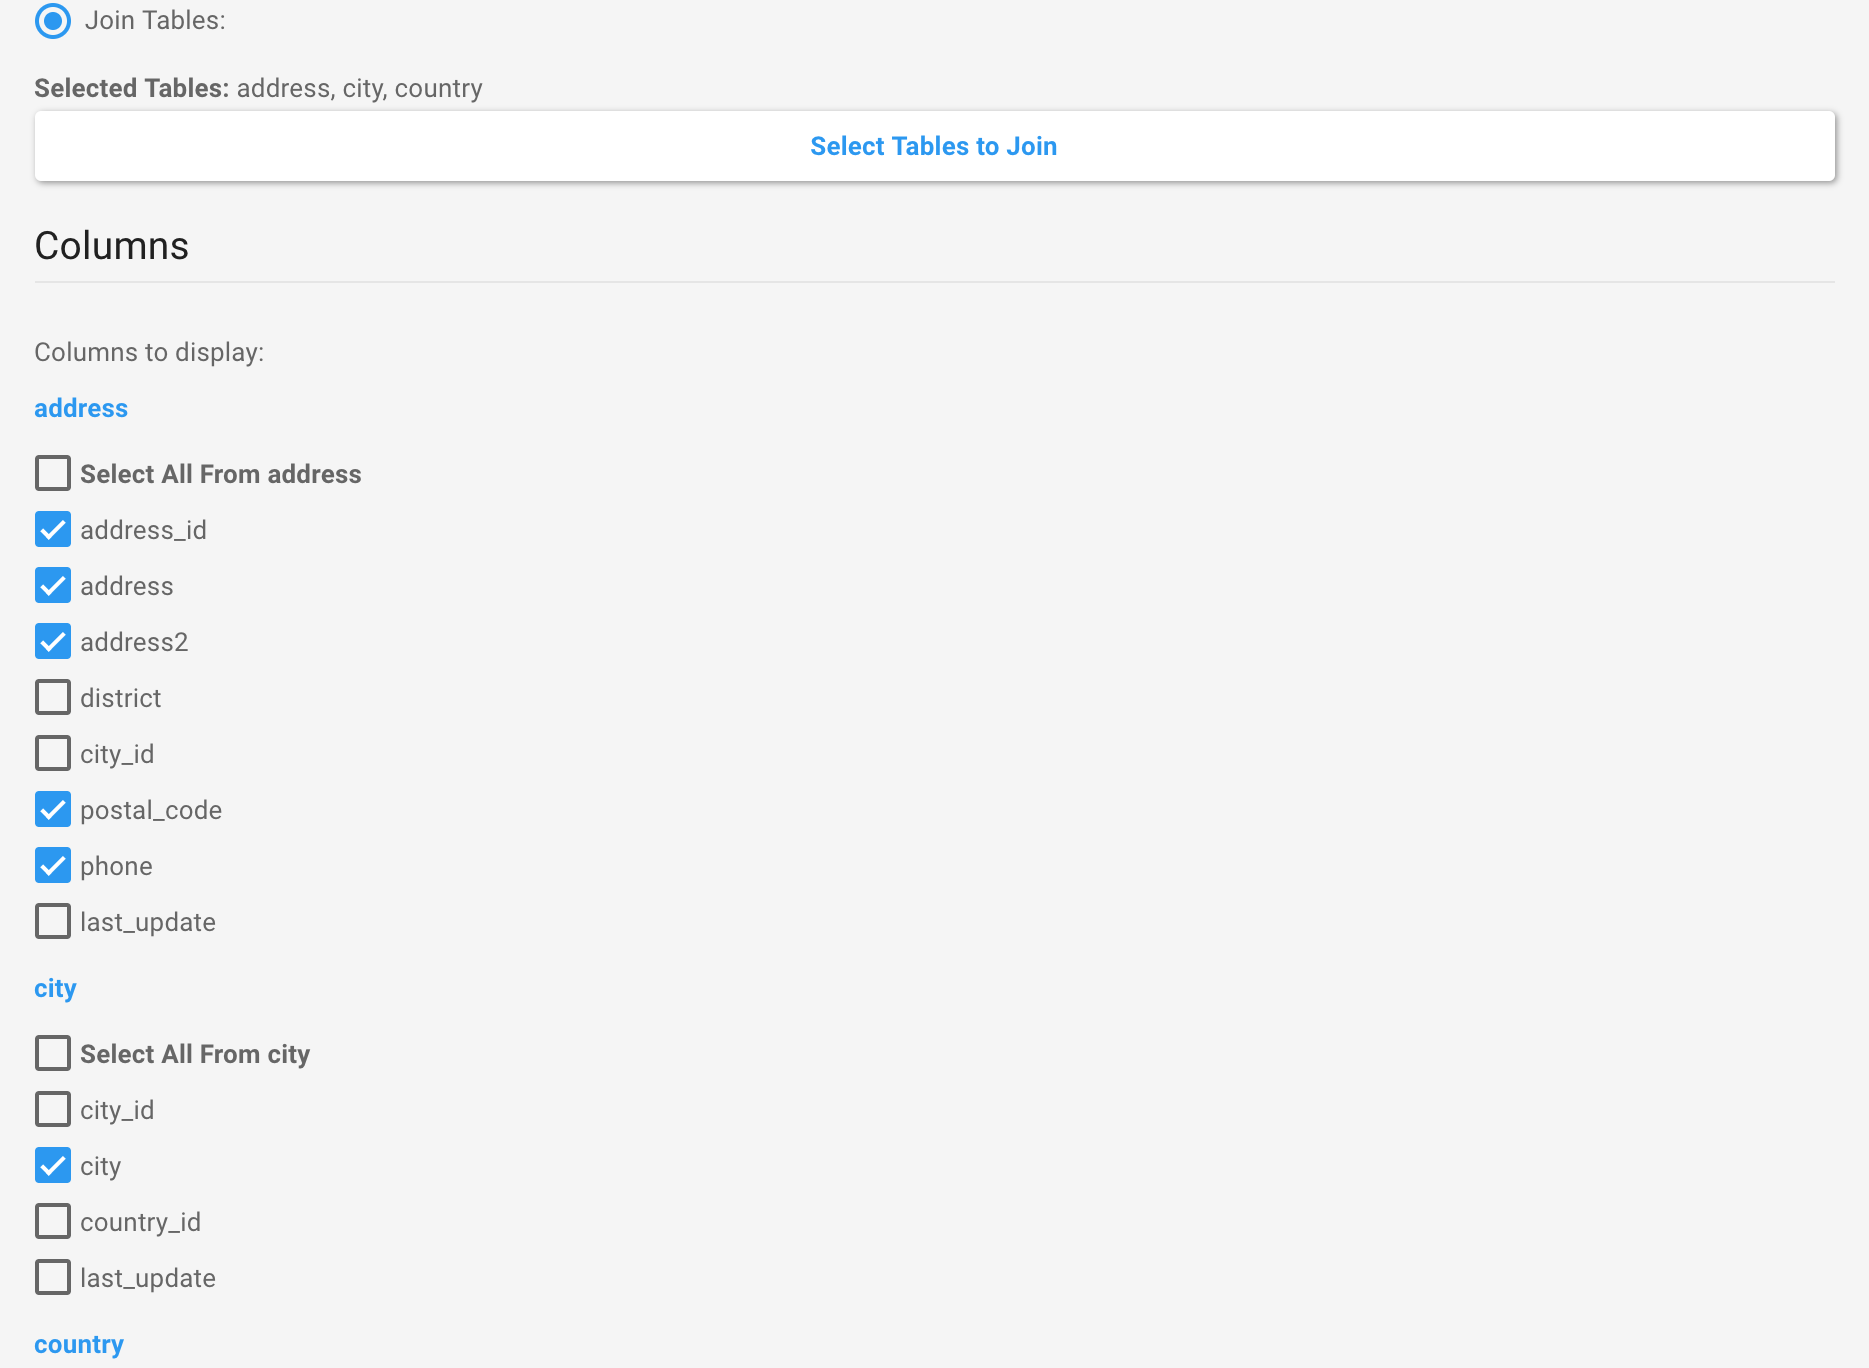 Join Tables:
Selected Tables: address, city, country
Select Tables to Join
Columns
Columns to display:
address
Select All From address
address_id
address
address2
district
city_id
postal_code
phone
last_update
city
Select All From city
city_id
city
country_id
last_update
country